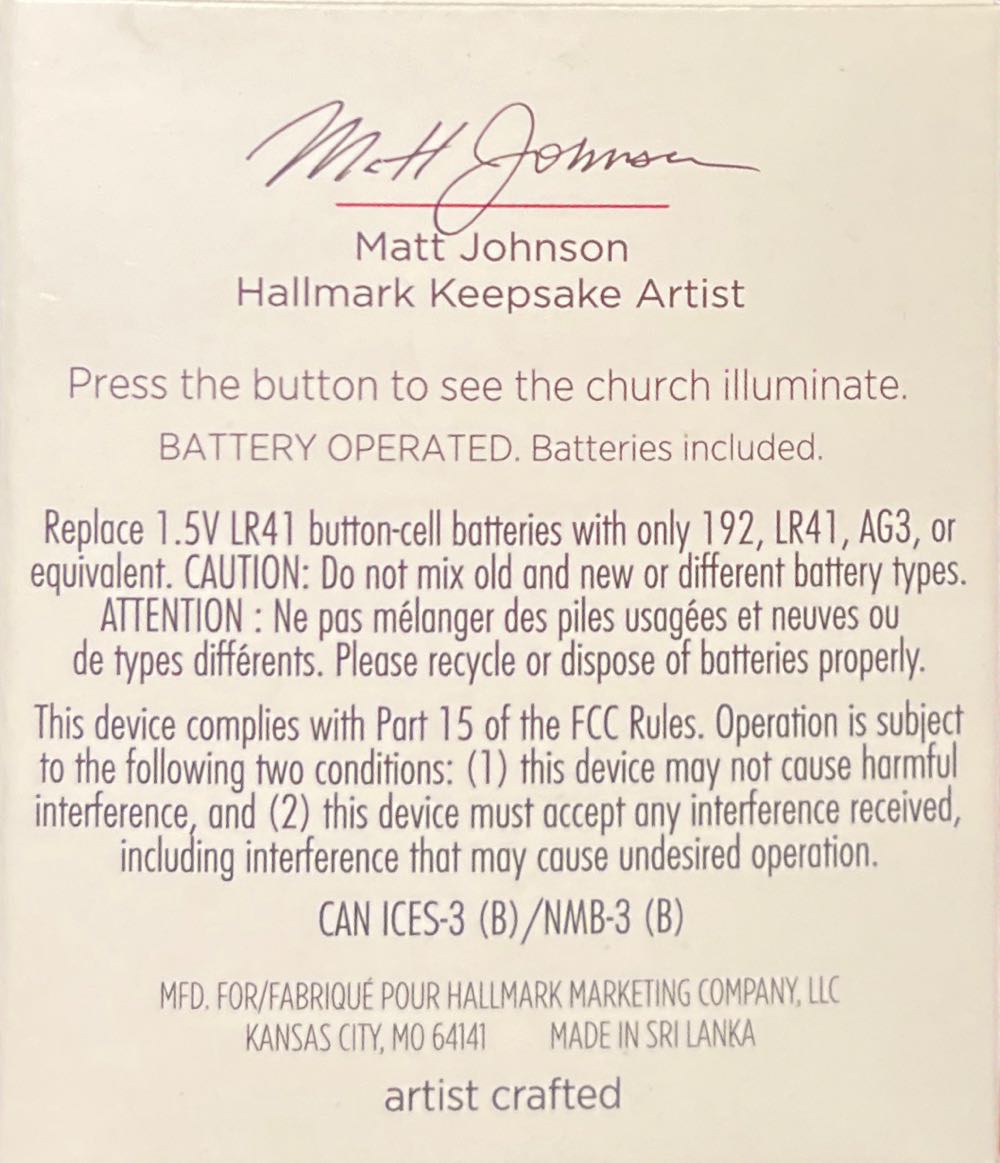 Matt Johnson
Matt Johnson
Hallmark Keepsake Artist
Press the button to see the church illuminate.
BATTERY OPERATED. Batteries included.
Replace 1.5V LR41 button-cell batteries with only 192, LR41, AG3, or
equivalent. CAUTION: Do not mix old and new or different battery types.
ATTENTION : Ne pas mélanger des piles usagées et neuves ou
de types différents. Please recycle or dispose of batteries properly.
This device complies with Part 15 of the FCC Rules. Operation is subject
to the following two conditions: (1) this device may not cause harmful
interference, and (2) this device must accept any interference received,
including interference that may cause undesired operation.
CAN ICES-3 (B)/NMB-3 (B)
MFD. FOR/FABRIQUÉ POUR HALLMARK MARKETING COMPANY, LLC
KANSAS CITY, MO 64141 MADE IN SRI LANKA
artist crafted